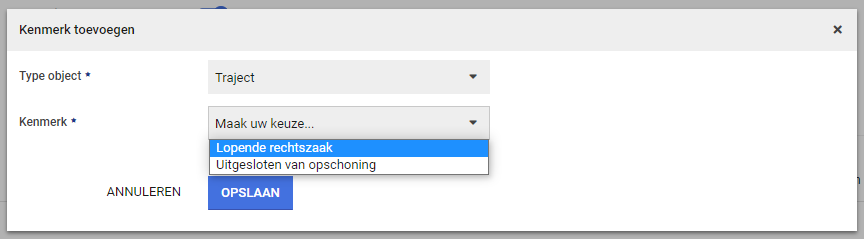 Kenmerk toevoegen ×
Type object * Traject
Kenmerk * Maak uw keuze...
Lopende rechtszaak
Uitgesloten van opschoning
ANNULEREN OPSLAAN